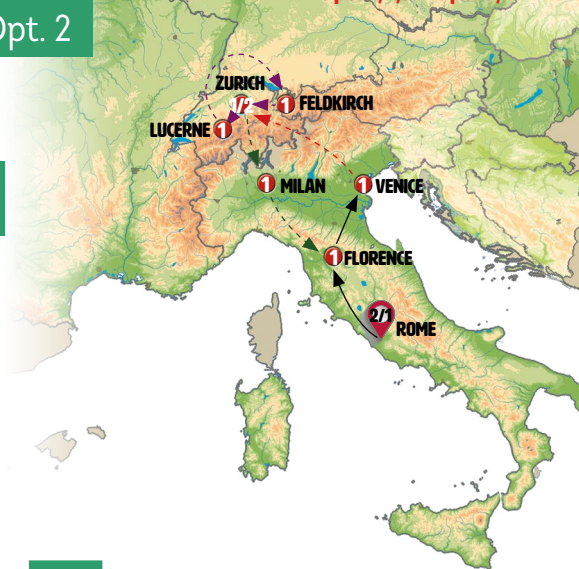 Opt. 2
ZURICH
1/2
1 FELDKIRCH
LUCERNE 1
1 MILAN
1 VENICE
1 FLORENCE
2/1
ROME